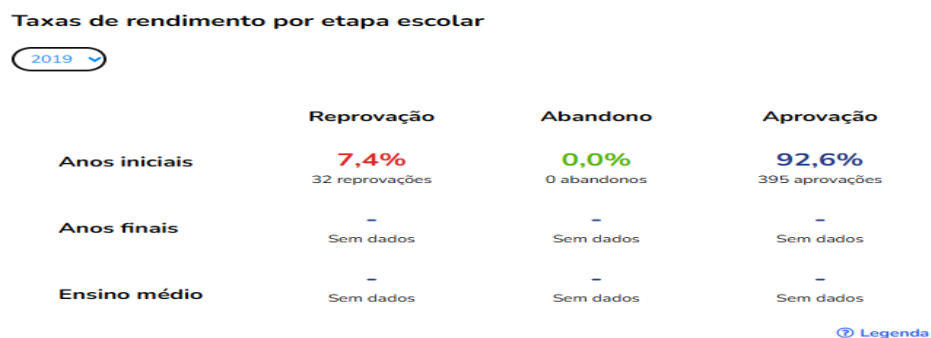 Taxas de rendimento por etapa escolar
2019
Reprovação Abandono Aprovação
Anos iniciais 7,4% 0,0% 92,6%
32 reprovações 0 abandonos 395 aprovações
Anos finais - - -
Sem dados Sem dados Sem dados
Ensino médio - - -
Sem dados Sem dados Sem dados
? Legenda